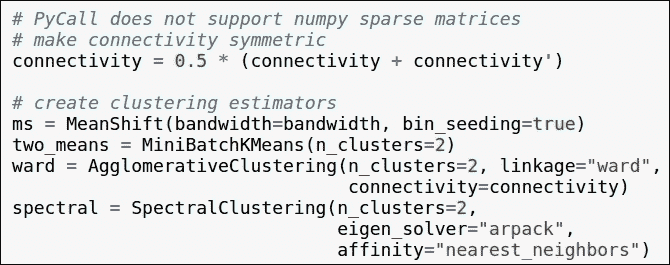 # PyCall does not support numpy sparse matrices
# make connectivity symmetric
connectivity = 0.5 * (connectivity + connectivity')

# create clustering estimators
ms = MeanShift(bandwidth=bandwidth, bin_seeding=true)
two_means = MiniBatchKMeans(n_clusters=2)
ward = AgglomerativeClustering(n_clusters=2, linkage="ward",
                               connectivity=connectivity)
spectral = SpectralClustering(n_clusters=2,
                              eigen_solver="arpack",
                              affinity="nearest_neighbors")